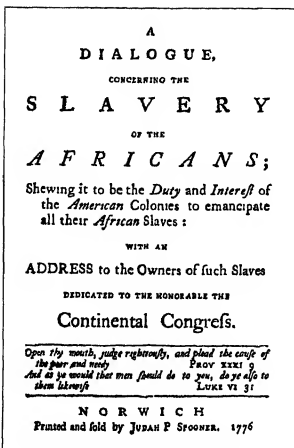 A
DIALOGUE,
CONCERNING THE
SLAVERY
OF THE
AFRICANS;
Shewing it to be the Duty and Intereſt of
the American Colonies to emancipate
all their African Slaves :
WITH AN
ADDRESS to the Owners of ſuch Slaves
DEDICATED TO THE HONORABLE THE
Continental Congreſs.
Open thy mouth, judge righteouſly, and plead the cauſe of
the poor and needy PROV XXXI 9
And as ye would that men ſhould do to you, do ye alſo to
them likewiſe LUKE VI 31
NORWICH
Printed and ſold by JUDAH P SPOONER. 1776